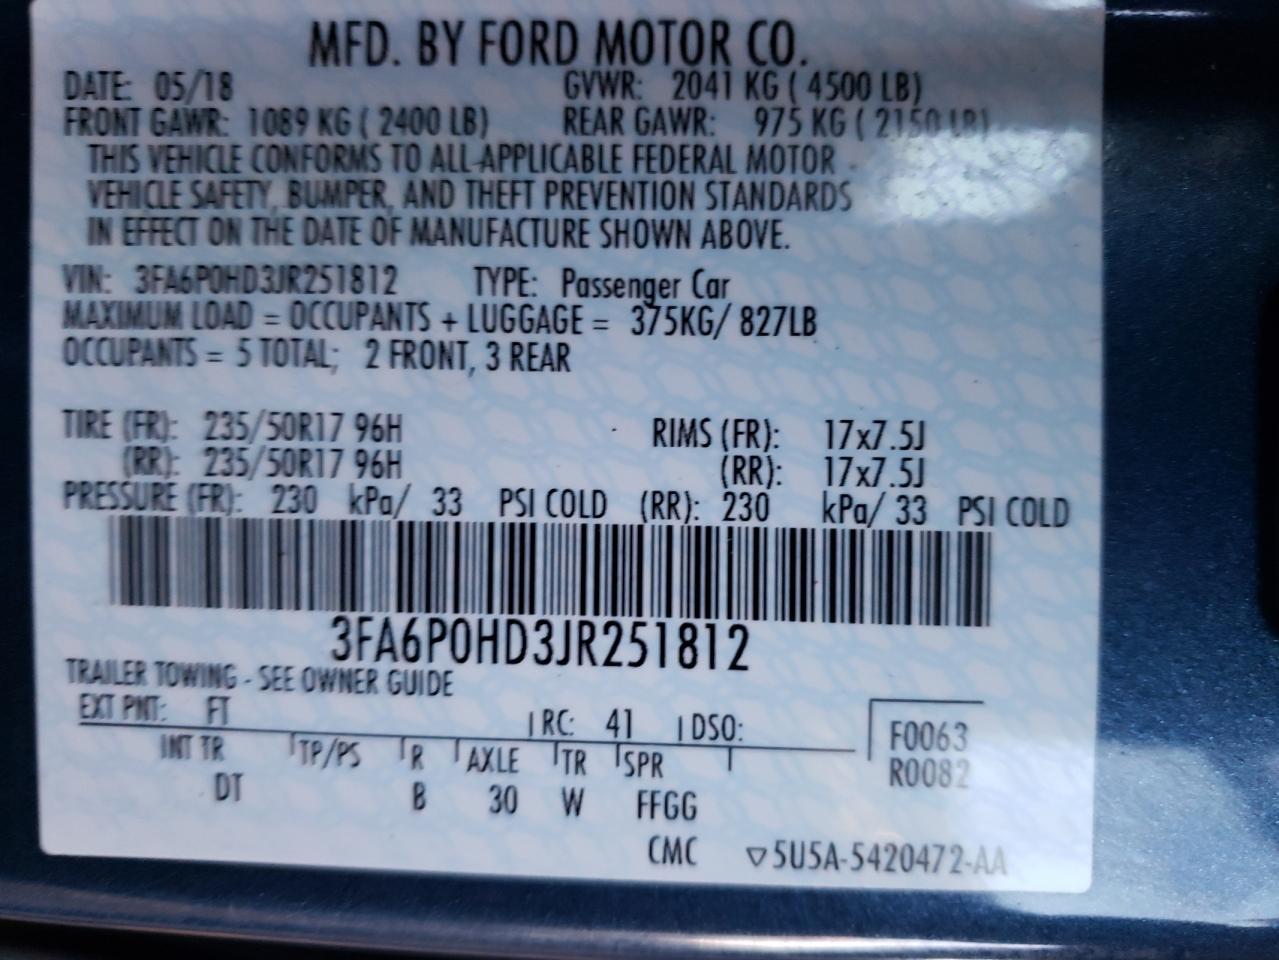 MFD. BY FORD MOTOR CO.
DATE: 05/18 GVWR: 2041 KG ( 4500 LB)
FRONT GAWR: 1089 KG ( 2400 LB) REAR GAWR: 975 KG ( 2150 LB)
THIS VEHICLE CONFORMS TO ALL APPLICABLE FEDERAL MOTOR
VEHICLE SAFETY, BUMPER, AND THEFT PREVENTION STANDARDS
IN EFFECT ON THE DATE OF MANUFACTURE SHOWN ABOVE.
VIN: 3FA6P0HD3JR251812 TYPE: Passenger Car
MAXIMUM LOAD = OCCUPANTS + LUGGAGE = 375KG/ 827LB
OCCUPANTS = 5 TOTAL; 2 FRONT, 3 REAR
TIRE (FR): 235/50R17 96H RIMS (FR): 17x7.5J
(RR): 235/50R17 96H (RR): 17x7.5J
PRESSURE (FR): 230 kPa/ 33 PSI COLD (RR): 230 kPa/ 33 PSI COLD
3FA6P0HD3JR251812
TRAILER TOWING - SEE OWNER GUIDE
EXT PNT: FT RC: 41 DSO:
INT TR TP/PS R AXLE TR SPR
DT B 30 W FFGG
F0063
R0082
CMC ▽5U5A-5420472-AA